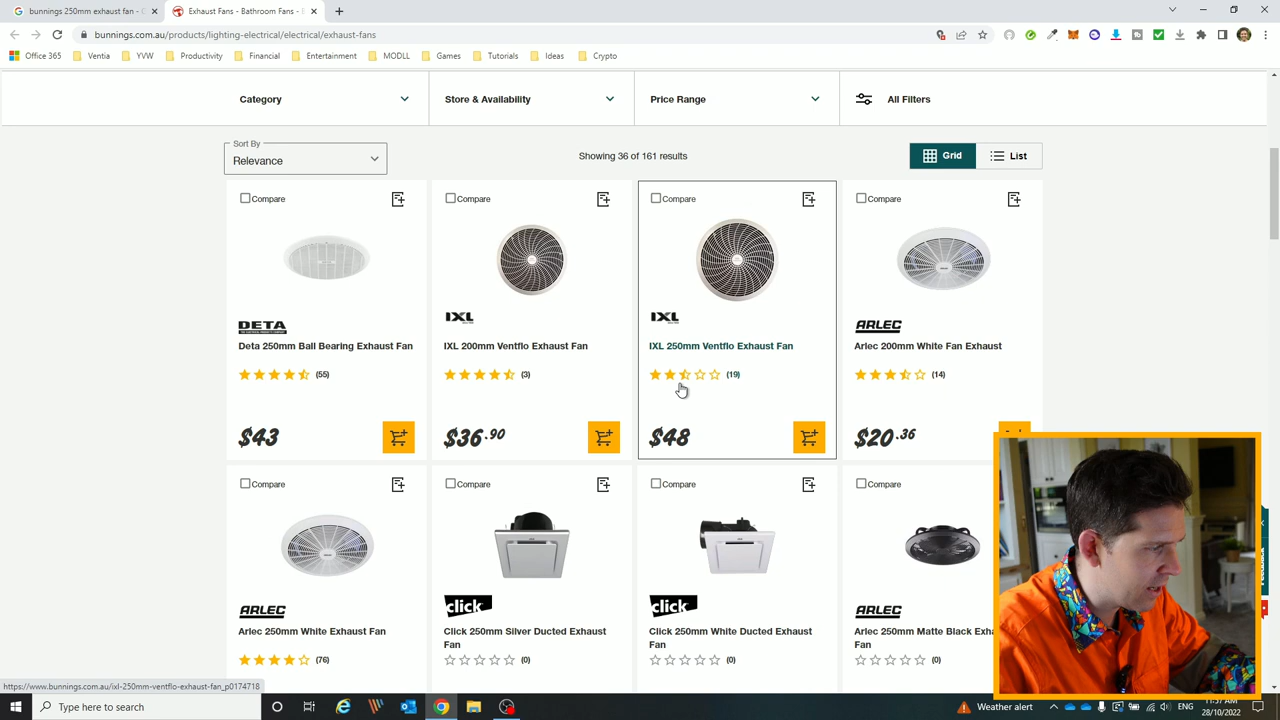 bunnings 250mm exhaust fan - G
Exhaust Fans - Bathroom Fans - B
bunnings.com.au/products/lighting-electrical/electrical/exhaust-fans
Office 365 Ventia YVW Productivity Financial Entertainment MODLL Games Tutorials Ideas Crypto
Category Store & Availability Price Range All Filters
Sort By
Relevance Showing 36 of 161 results Grid List
Compare Compare Compare Compare
DETA IXL IXL ARLEC
Deta 250mm Ball Bearing Exhaust Fan IXL 200mm Ventflo Exhaust Fan IXL 250mm Ventflo Exhaust Fan Arlec 200mm White Fan Exhaust
(55) (3) (19) (14)
$43 $36.90 $48 $20.36
Compare Compare Compare Compare
ARLEC click click ARLEC
Arlec 250mm White Exhaust Fan Click 250mm Silver Ducted Exhaust Click 250mm White Ducted Exhaust Arlec 250mm Matte Black Exha
Fan Fan Fan
(76) (0) (0) (0)
https://www.bunnings.com.au/ixl-250mm-ventflo-exhaust-fan_p0174718
Type here to search Weather alert ENG 11:57 AM
28/10/2022